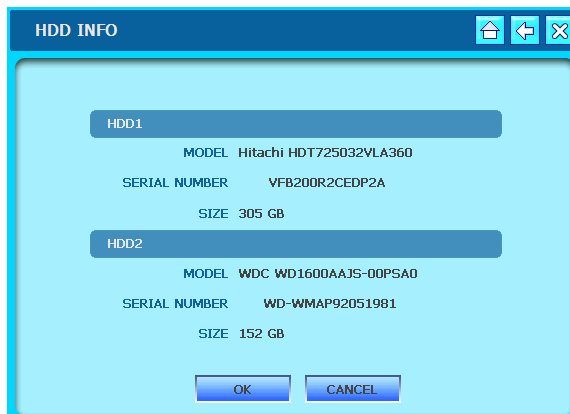 HDD INFO
HDD1
MODEL Hitachi HDT725032VLA360
SERIAL NUMBER VFB200R2CEDP2A
SIZE 305 GB
HDD2
MODEL WDC WD1600AAJS-00PSA0
SERIAL NUMBER WD-WMAP92051981
SIZE 152 GB
OK CANCEL